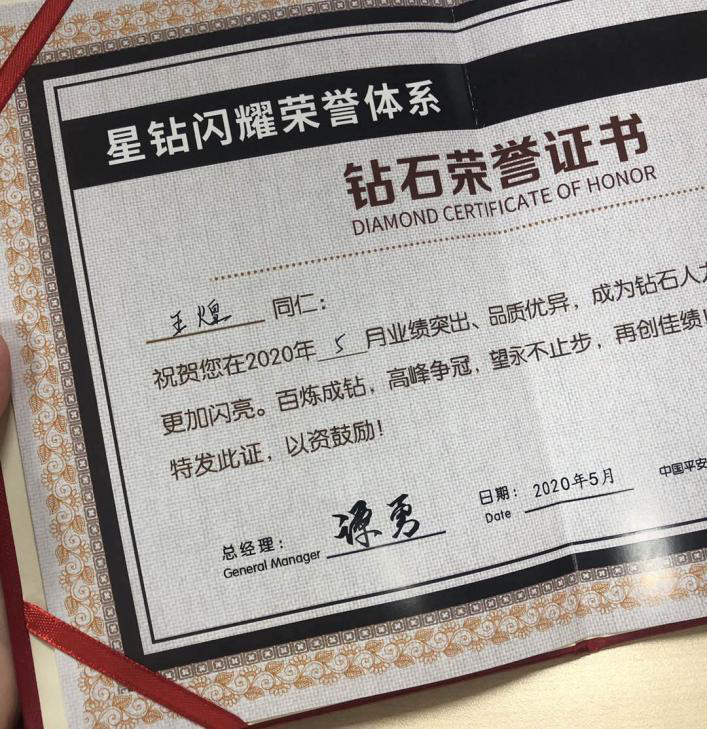 星钻闪耀荣誉体系
钻石荣誉证书
DIAMOND CERTIFICATE OF HONOR
王煌 同仁：
祝贺您在2020年 5 月业绩突出、品质优异，成为钻石人力
更加闪亮。百炼成钻，高峰争冠，望永不止步，再创佳绩！
特发此证，以资鼓励！
总经理：
General Manager
日期： 2020年5月
Date
中国平安